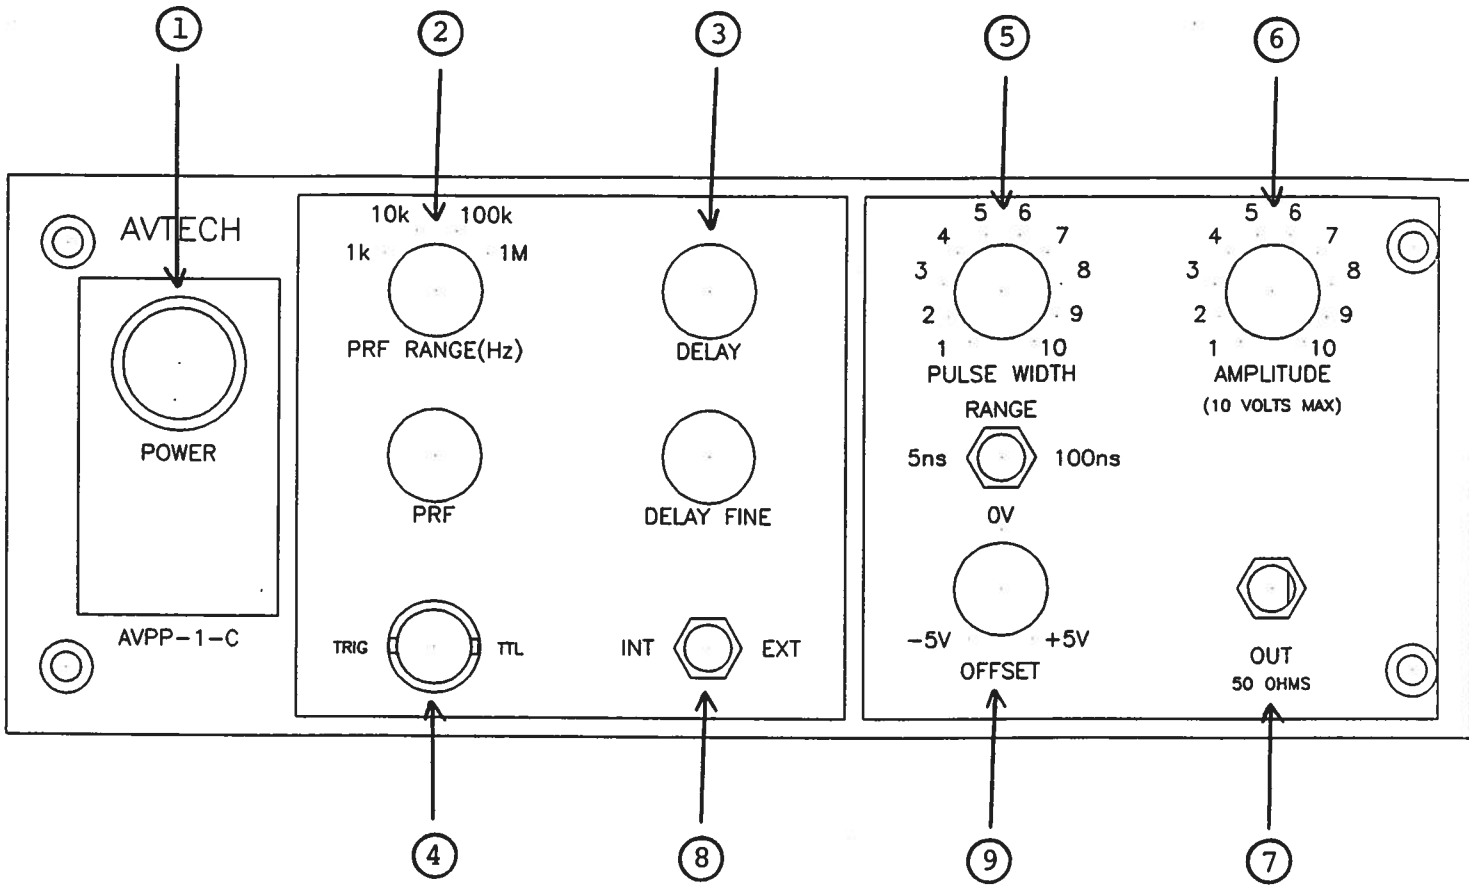 1
2
3
5
6
AVTECH
POWER
AVPP-1-C
1k 10k 100k 1M
PRF RANGE(Hz)
DELAY
PRF
DELAY FINE
TRIG TTL
INT EXT
1 2 3 4 5 6 7 8 9 10
PULSE WIDTH
RANGE
5ns 100ns
0V
-5V +5V
OFFSET
1 2 3 4 5 6 7 8 9 10
AMPLITUDE
(10 VOLTS MAX)
OUT
50 OHMS
4
8
9
7